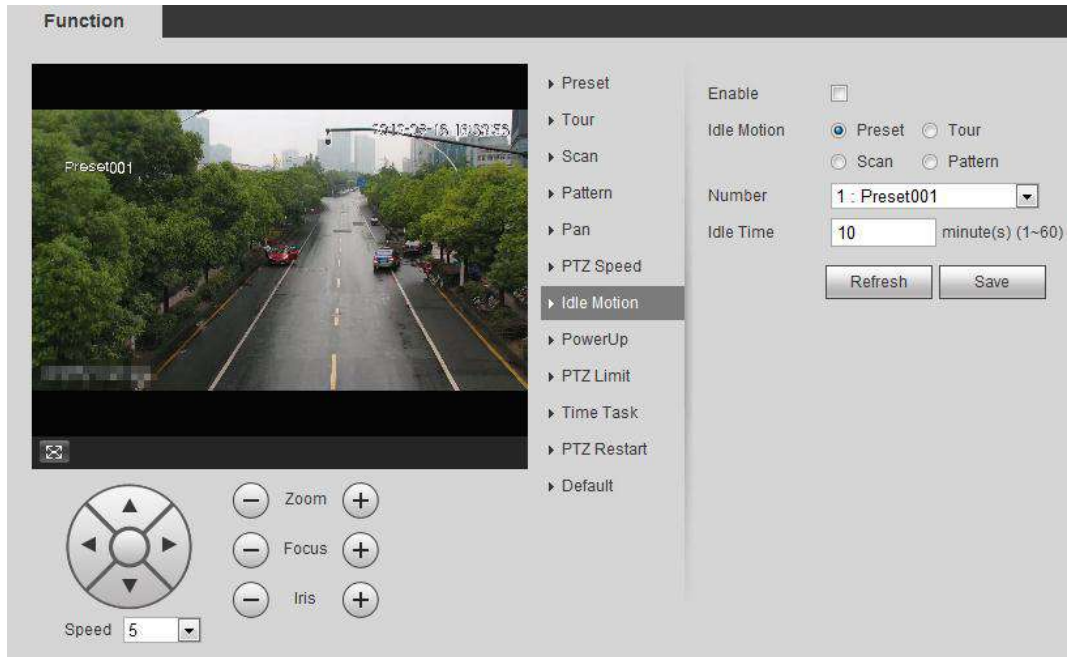 Function
Preset001
Preset
Tour
Scan
Pattern
Pan
PTZ Speed
Idle Motion
PowerUp
PTZ Limit
Time Task
PTZ Restart
Default
Enable
Idle Motion
Preset
Tour
Scan
Pattern
Number
1 : Preset001
Idle Time
10 minute(s) (1~60)
Refresh
Save
Zoom
Focus
Iris
Speed 5